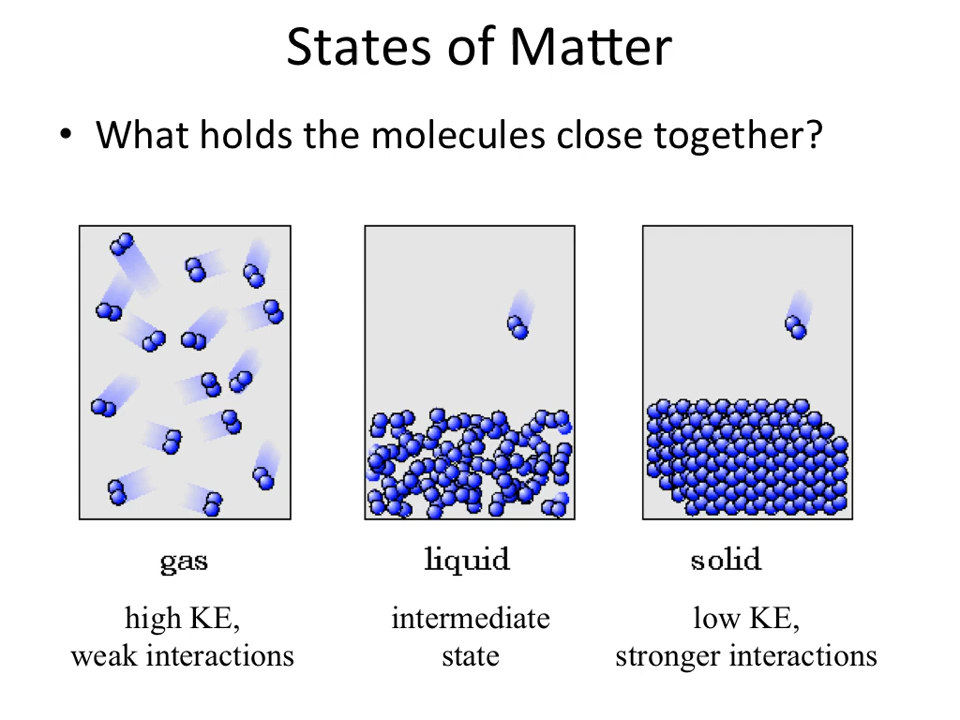 States of Matter
• What holds the molecules close together?
gas
liquid
solid
high KE,
weak interactions
intermediate
state
low KE,
stronger interactions